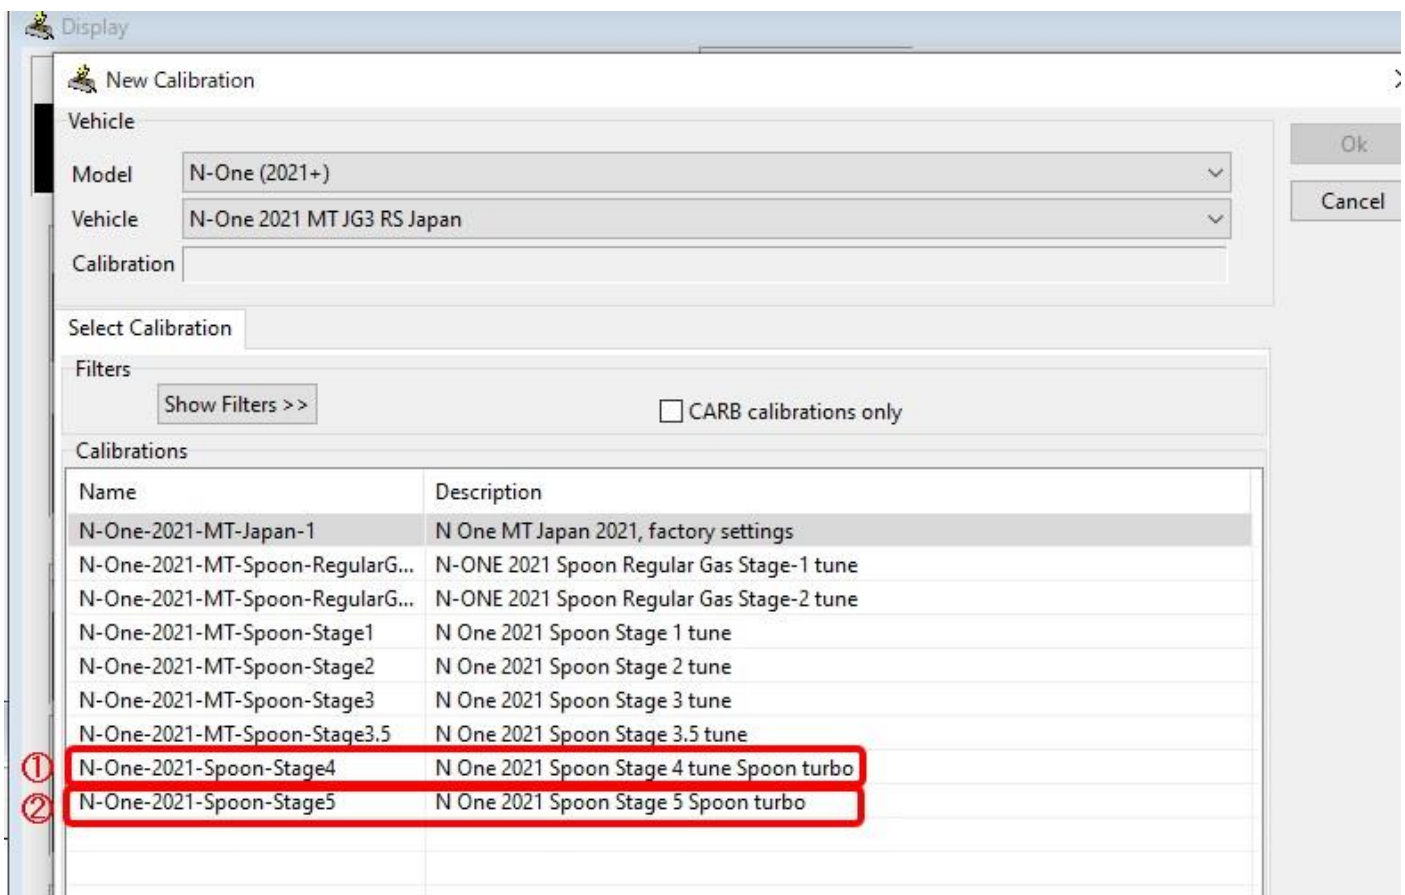 Display
New Calibration
Vehicle
Ok
Model N-One (2021+)
Cancel
Vehicle N-One 2021 MT JG3 RS Japan
Calibration
Select Calibration
Filters
Show Filters >>
CARB calibrations only
Calibrations
Name Description
N-One-2021-MT-Japan-1 N One MT Japan 2021, factory settings
N-One-2021-MT-Spoon-RegularG... N-ONE 2021 Spoon Regular Gas Stage-1 tune
N-One-2021-MT-Spoon-RegularG... N-ONE 2021 Spoon Regular Gas Stage-2 tune
N-One-2021-MT-Spoon-Stage1 N One 2021 Spoon Stage 1 tune
N-One-2021-MT-Spoon-Stage2 N One 2021 Spoon Stage 2 tune
N-One-2021-MT-Spoon-Stage3 N One 2021 Spoon Stage 3 tune
N-One-2021-MT-Spoon-Stage3.5 N One 2021 Spoon Stage 3.5 tune
① N-One-2021-Spoon-Stage4 N One 2021 Spoon Stage 4 tune Spoon turbo
② N-One-2021-Spoon-Stage5 N One 2021 Spoon Stage 5 Spoon turbo